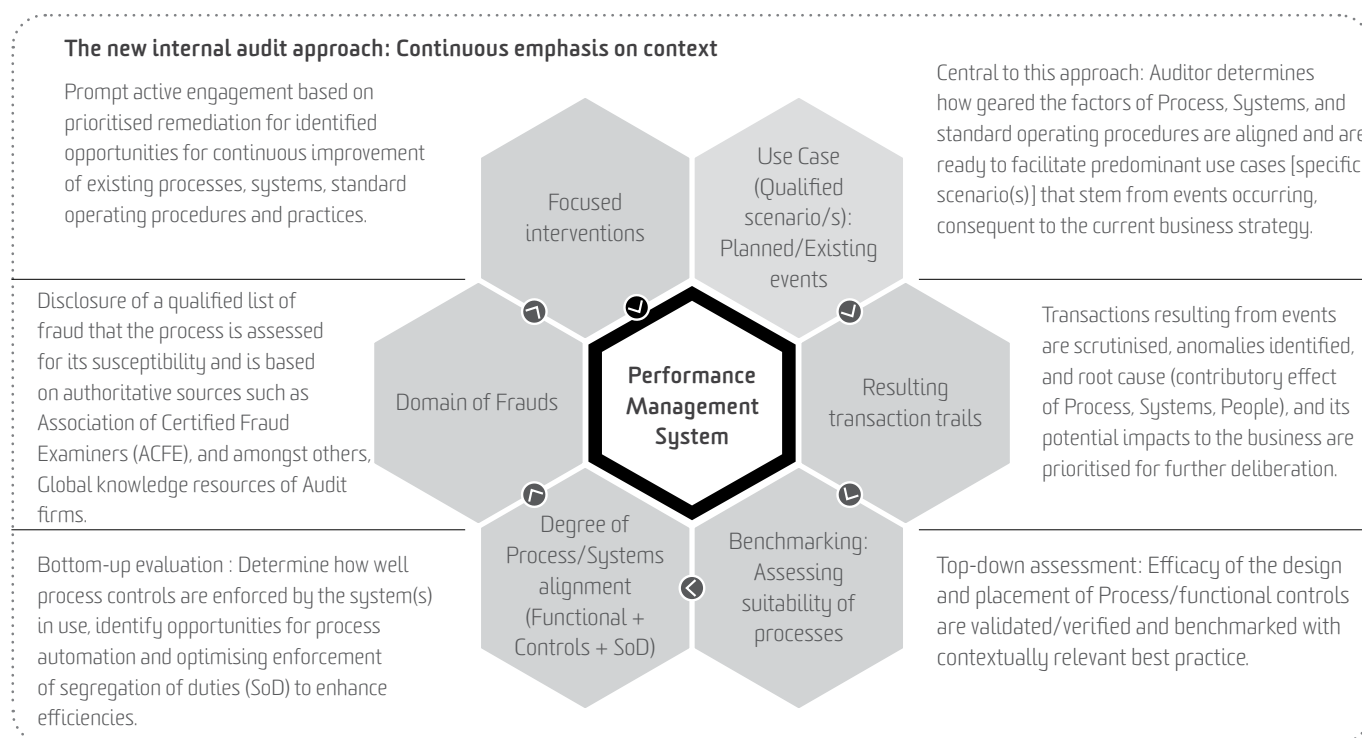 The new internal audit approach: Continuous emphasis on context
Prompt active engagement based on
prioritised remediation for identified
opportunities for continuous improvement
of existing processes, systems, standard
operating procedures and practices.
Focused
interventions
Use Case
(Qualified
scenario/s):
Planned/Existing
events
Central to this approach: Auditor determines
how geared the factors of Process, Systems, and
standard operating procedures are aligned and are
ready to facilitate predominant use cases [specific
scenario(s)] that stem from events occurring,
consequent to the current business strategy.
Disclosure of a qualified list of
fraud that the process is assessed
for its susceptibility and is based
on authoritative sources such as
Association of Certified Fraud
Examiners (ACFE), and amongst others,
Global knowledge resources of Audit
firms.
Domain of Frauds
Performance
Management
System
Resulting
transaction trails
Transactions resulting from events
are scrutinised, anomalies identified,
and root cause (contributory effect
of Process, Systems, People), and its
potential impacts to the business are
prioritised for further deliberation.
Bottom-up evaluation : Determine how well
process controls are enforced by the system(s)
in use, identify opportunities for process
automation and optimising enforcement
of segregation of duties (SoD) to enhance
efficiencies.
Degree of
Process/Systems
alignment
(Functional +
Controls + SoD)
Benchmarking:
Assessing
suitability of
processes
Top-down assessment: Efficacy of the design
and placement of Process/functional controls
are validated/verified and benchmarked with
contextually relevant best practice.